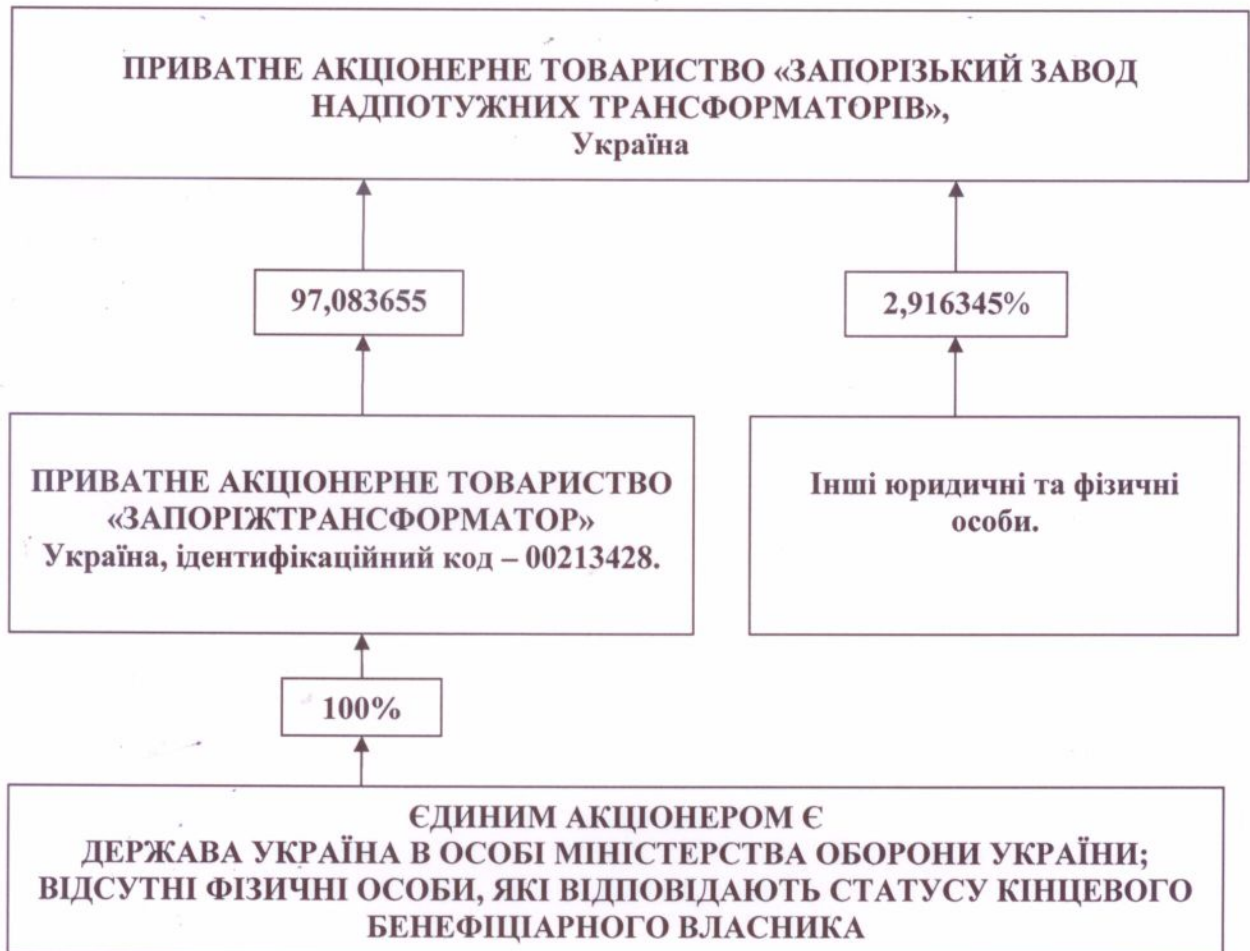 ПРИВАТНЕ АКЦІОНЕРНЕ ТОВАРИСТВО «ЗАПОРІЗЬКИЙ ЗАВОД
НАДПОТУЖНИХ ТРАНСФОРМАТОРІВ»,
Україна
97,083655
2,916345%
ПРИВАТНЕ АКЦІОНЕРНЕ ТОВАРИСТВО
«ЗАПОРІЖТРАНСФОРМАТОР»
Україна, ідентифікаційний код – 00213428.
Інші юридичні та фізичні
особи.
100%
ЄДИНИМ АКЦІОНЕРОМ Є
ДЕРЖАВА УКРАЇНА В ОСОБІ МІНІСТЕРСТВА ОБОРОНИ УКРАЇНИ;
ВІДСУТНІ ФІЗИЧНІ ОСОБИ, ЯКІ ВІДПОВІДАЮТЬ СТАТУСУ КІНЦЕВОГО
БЕНЕФІЦІАРНОГО ВЛАСНИКА